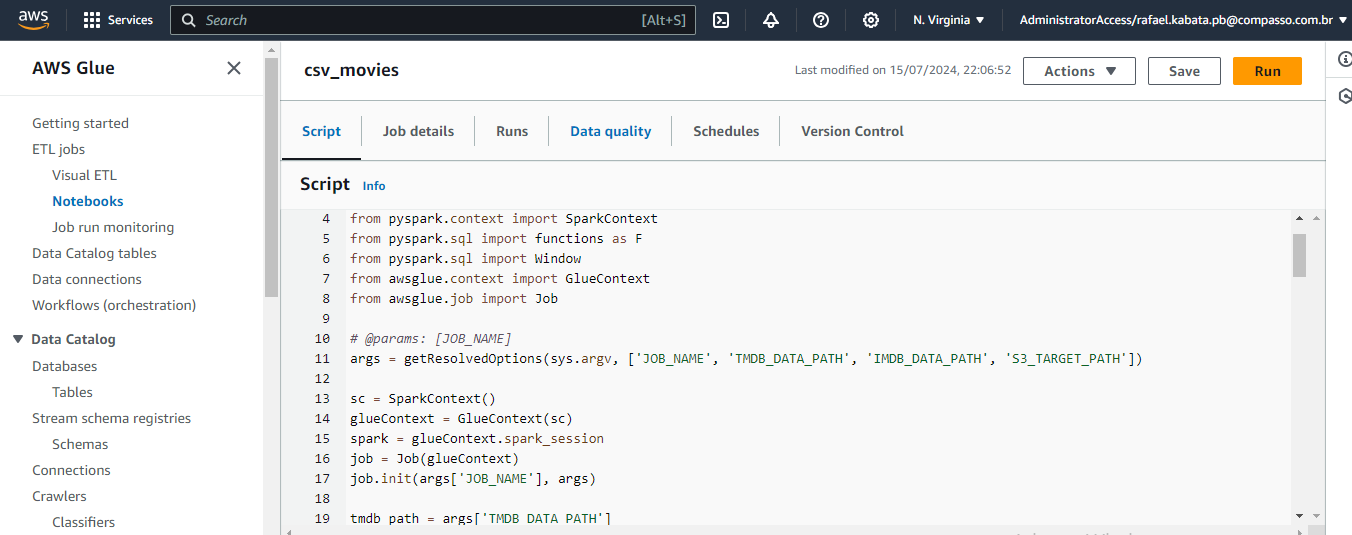 aws
Services
Search
[Alt+S]
N. Virginia
AdministratorAccess/rafael.kabata.pb@compasso.com.br
AWS Glue
Getting started
ETL jobs
Visual ETL
Notebooks
Job run monitoring
Data Catalog tables
Data connections
Workflows (orchestration)
Data Catalog
Databases
Tables
Stream schema registries
Schemas
Connections
Crawlers
Classifiers
csv_movies
Last modified on 15/07/2024, 22:06:52
Actions
Save
Run
Script
Job details
Runs
Data quality
Schedules
Version Control
Script Info
4 from pyspark.context import SparkContext
5 from pyspark.sql import functions as F
6 from pyspark.sql import Window
7 from awsglue.context import GlueContext
8 from awsglue.job import Job
9
10 # @params: [JOB_NAME]
11 args = getResolvedOptions(sys.argv, ['JOB_NAME', 'TMDB_DATA_PATH', 'IMDB_DATA_PATH', 'S3_TARGET_PATH'])
12
13 sc = SparkContext()
14 glueContext = GlueContext(sc)
15 spark = glueContext.spark_session
16 job = Job(glueContext)
17 job.init(args['JOB_NAME'], args)
18
19 tmdb_path = args['TMDB_DATA_PATH']